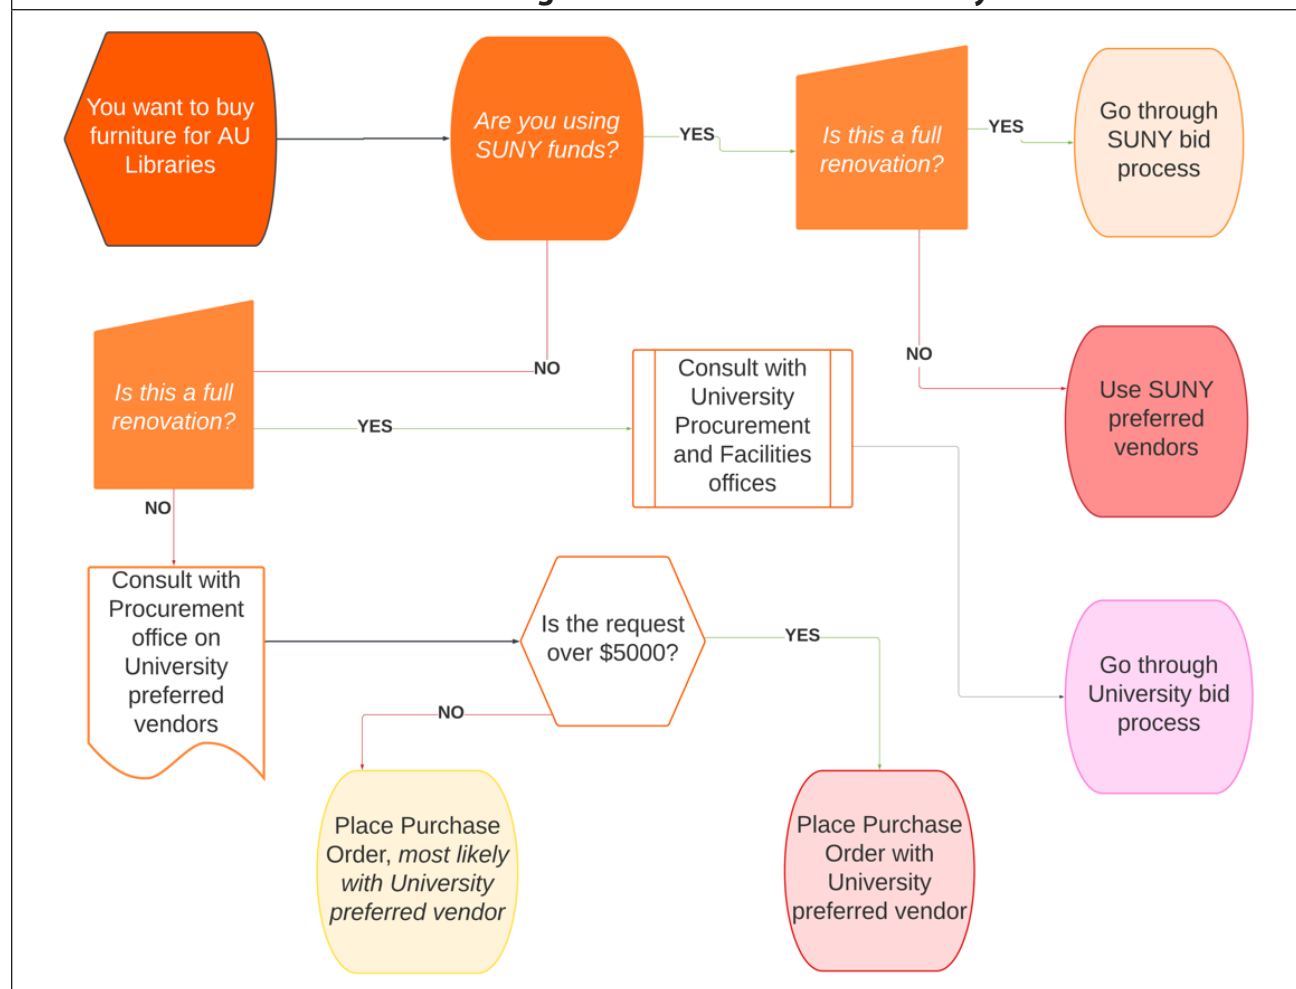 You want to buy
furniture for AU
Libraries
Are you using
SUNY funds?
YES
Is this a full
renovation?
YES
Go through
SUNY bid
process
NO
NO
Use SUNY
preferred
vendors
Is this a full
renovation?
YES
Consult with
University
Procurement
and Facilities
offices
NO
Consult with
Procurement
office on
University
preferred
vendors
Is the request
over $5000?
YES
NO
Go through
University bid
process
Place Purchase
Order, most likely
with University
preferred vendor
Place Purchase
Order with
University
preferred vendor